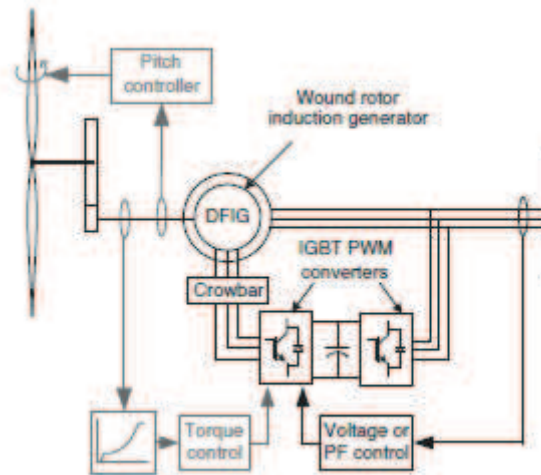 Pitch
controller
Wound rotor
induction generator
DFIG
IGBT PWM
converters
Crowbar
Torque
control
Voltage or
PF control